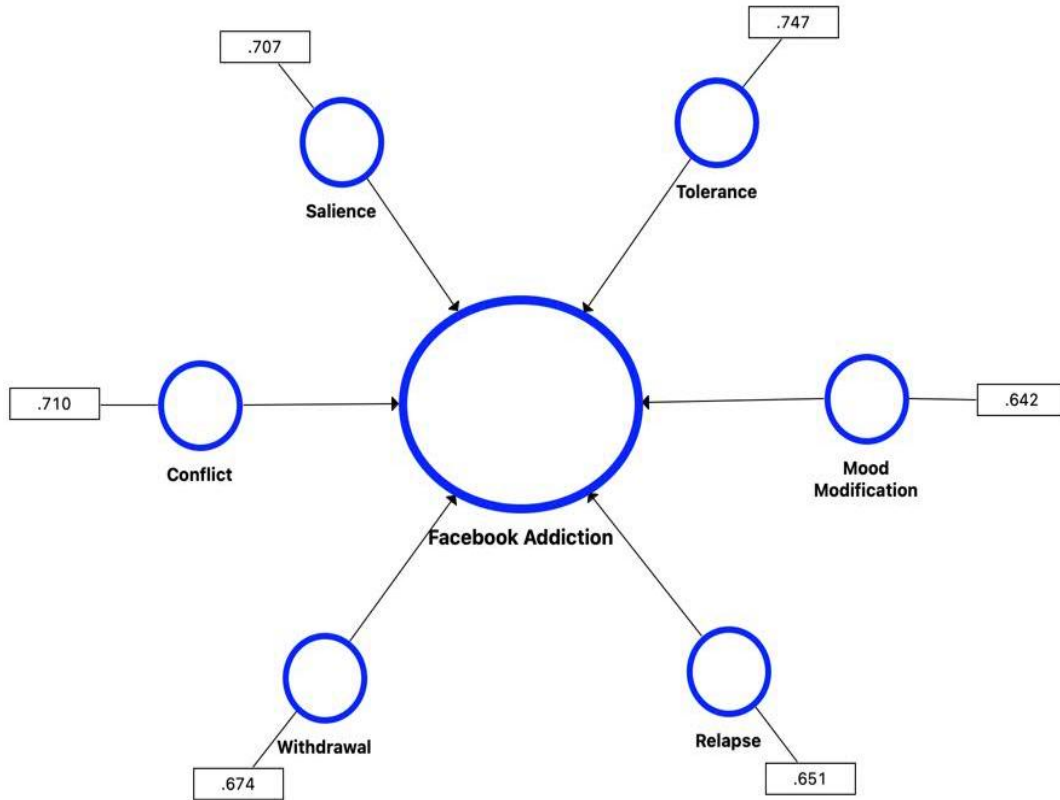 .707
.747
Salience
Tolerance
.710
.642
Conflict
Mood
Modification
Facebook Addiction
Withdrawal
Relapse
.674
.651